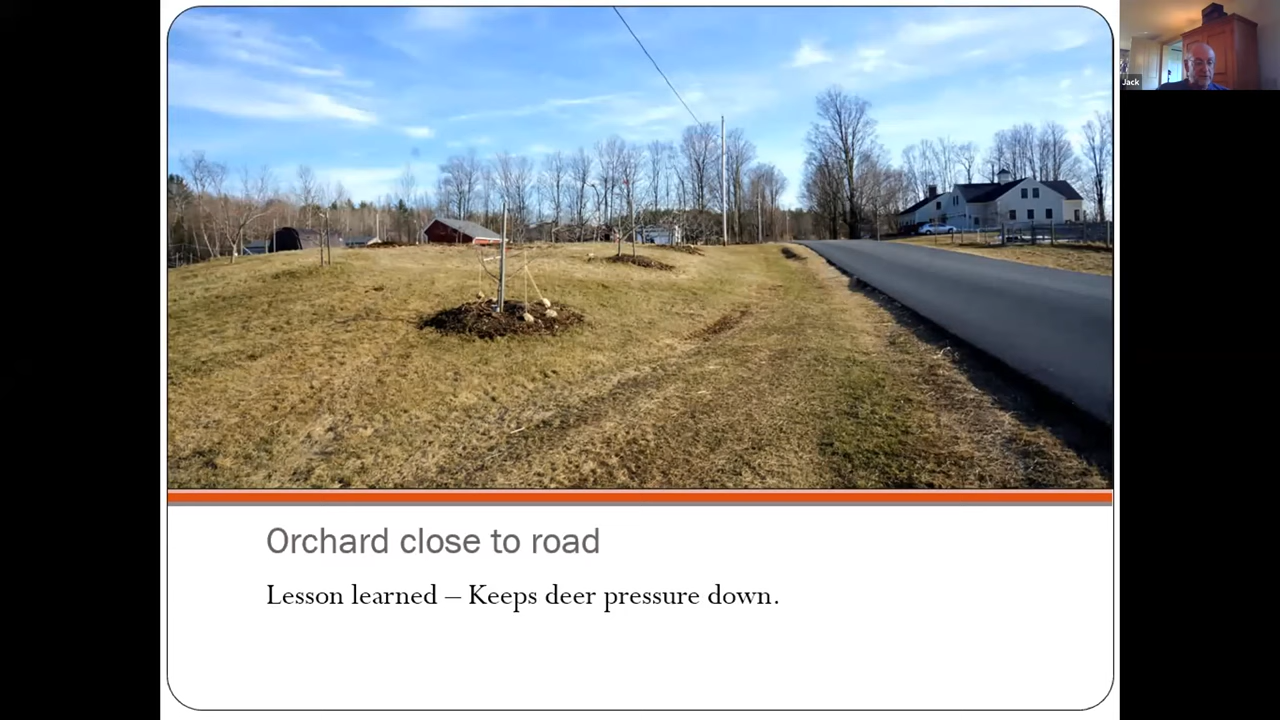 Jack
Orchard close to road
Lesson learned – Keeps deer pressure down.